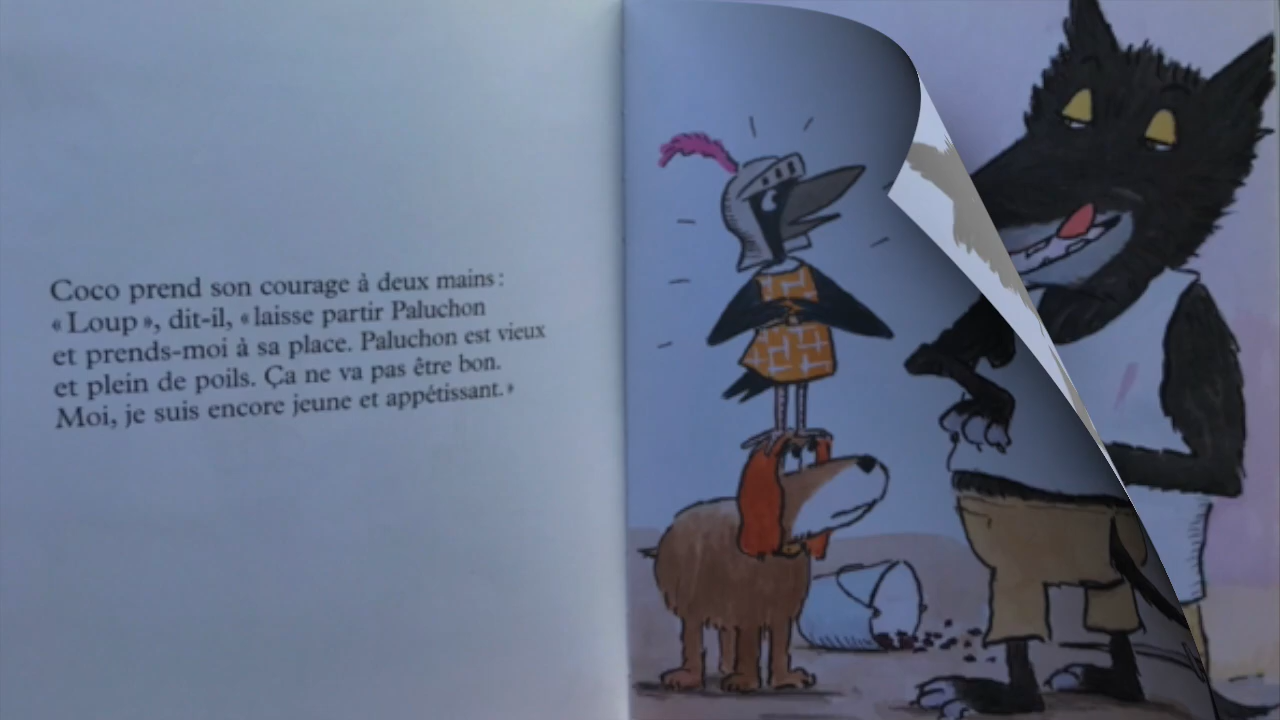 Coco prend son courage à deux mains :
« Loup », dit-il, « laisse partir Paluchon
et prends-moi à sa place. Paluchon est vieux
et plein de poils. Ça ne va pas être bon.
Moi, je suis encore jeune et appétissant. »